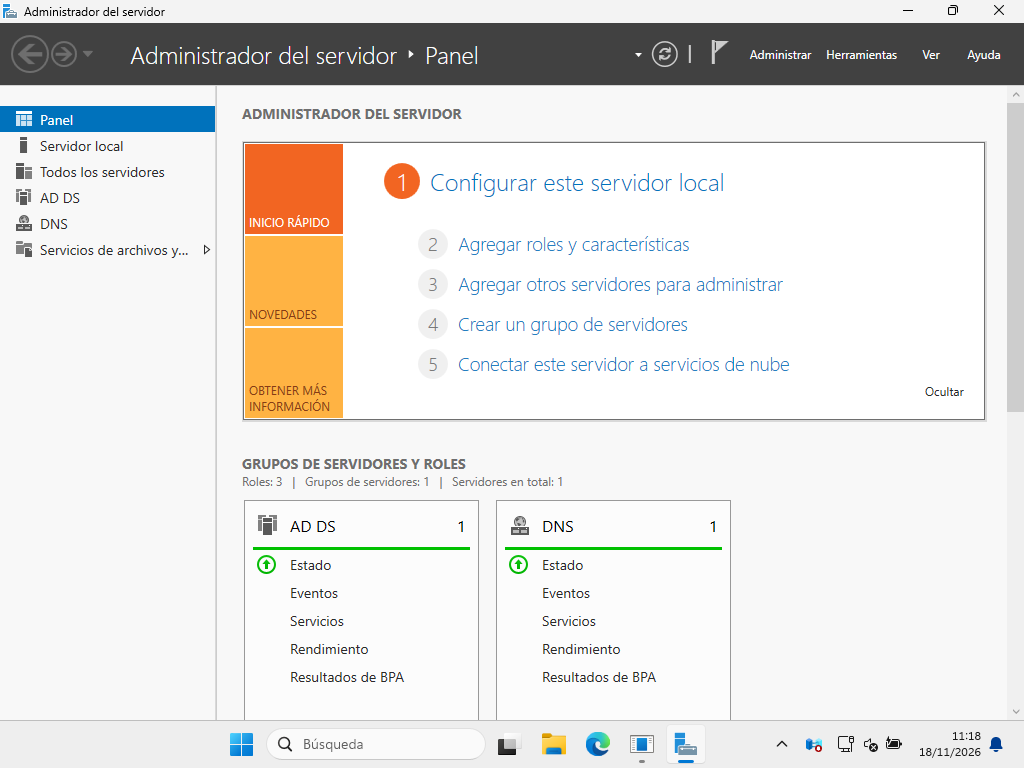 Administrador del servidor
Administrador del servidor • Panel
Administrar
Herramientas
Ver
Ayuda
Panel
Servidor local
Todos los servidores
AD DS
DNS
Servicios de archivos y...
ADMINISTRADOR DEL SERVIDOR
INICIO RÁPIDO
NOVEDADES
OBTENER MÁS
INFORMACIÓN
1 Configurar este servidor local
2 Agregar roles y características
3 Agregar otros servidores para administrar
4 Crear un grupo de servidores
5 Conectar este servidor a servicios de nube
Ocultar
GRUPOS DE SERVIDORES Y ROLES
Roles: 3 | Grupos de servidores: 1 | Servidores en total: 1
AD DS 1
Estado
Eventos
Servicios
Rendimiento
Resultados de BPA
DNS 1
Estado
Eventos
Servicios
Rendimiento
Resultados de BPA
Búsqueda
11:18
18/11/2026